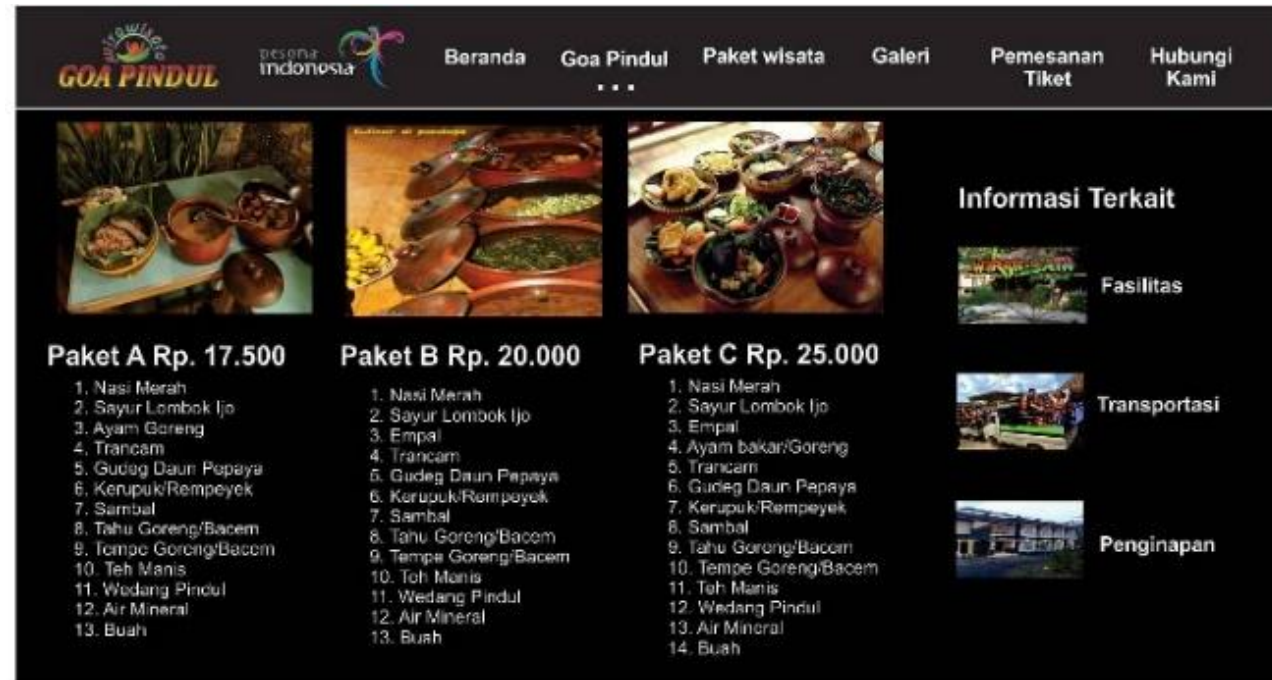 wirawisata
GOA PINDUL
pesona
indonesia
Beranda
Goa Pindul
...
Paket wisata
Galeri
Pemesanan
Tiket
Hubungi
Kami
Kuliner di pendopo
Paket A Rp. 17.500
1. Nasi Merah
2. Sayur Lombok Ijo
3. Ayam Goreng
4. Trancam
5. Gudeg Daun Pepaya
6. Kerupuk/Rempeyek
7. Sambal
8. Tahu Goreng/Bacem
9. Tempe Goreng/Bacem
10. Teh Manis
11. Wedang Pindul
12. Air Mineral
13. Buah
Paket B Rp. 20.000
1. Nasi Merah
2. Sayur Lombok Ijo
3. Empal
4. Trancam
5. Gudeg Daun Pepaya
6. Kerupuk/Rempeyek
7. Sambal
8. Tahu Goreng/Bacem
9. Tempe Goreng/Bacem
10. Teh Manis
11. Wedang Pindul
12. Air Mineral
13. Buah
Paket C Rp. 25.000
1. Nasi Merah
2. Sayur Lombok Ijo
3. Empal
4. Ayam bakar/Goreng
5. Trancam
6. Gudeg Daun Pepaya
7. Kerupuk/Rempeyek
8. Sambal
9. Tahu Goreng/Bacem
10. Tempe Goreng/Bacem
11. Teh Manis
12. Wedang Pindul
13. Air Mineral
14. Buah
Informasi Terkait
Fasilitas
Transportasi
Penginapan